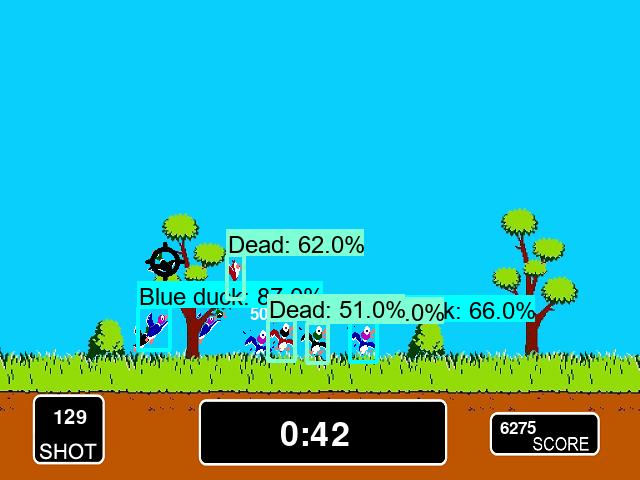 Dead: 62.0%
Blue duck: 87.0%
Dead: 51.0%
.0%
k: 66.0%
50
129
SHOT
0:42
6275
SCORE